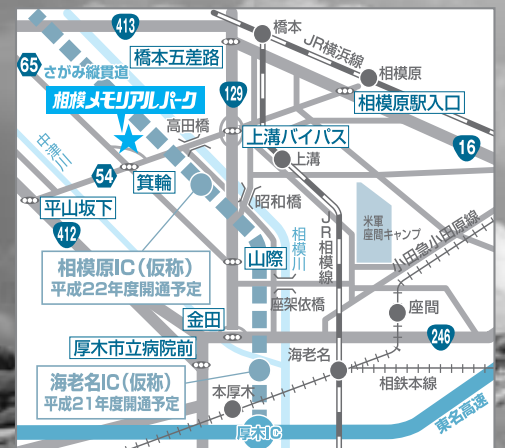 413
橋本
JR横浜線
65
橋本五差路
さがみ縦貫道
相模原
相模メモリアルパーク
129
相模原駅入口
高田橋
中津川
上溝バイパス
16
上溝
54
箕輪
平山坂下
昭和橋
米軍
座間キャンプ
412
相模川
JR相模線
小田急小田原線
山際
相模原IC(仮称)
平成22年度開通予定
座架依橋
座間
金田
246
厚木市立病院前
海老名
海老名IC(仮称)
平成21年度開通予定
相鉄本線
本厚木
東名高速
厚木IC